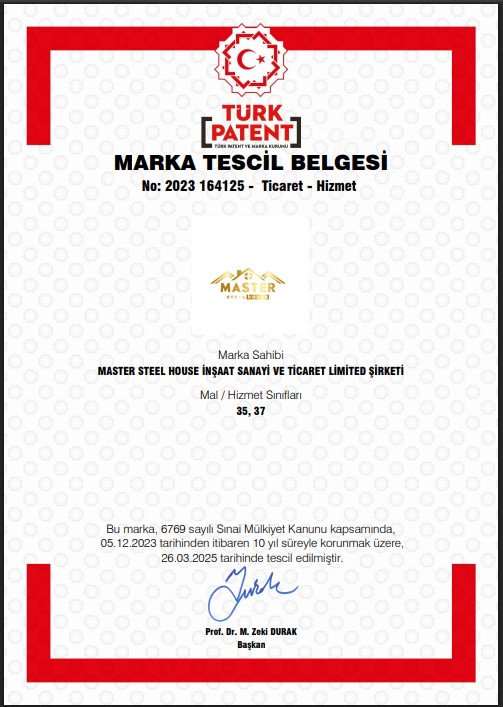 TÜRK
PATENT
TÜRK PATENT VE MARKA KURUMU
MARKA TESCİL BELGESİ
No: 2023 164125 - Ticaret - Hizmet
MASTER
Marka Sahibi
MASTER STEEL HOUSE İNŞAAT SANAYİ VE TİCARET LİMİTED ŞİRKETİ
Mal / Hizmet Sınıfları
35, 37
Bu marka, 6769 sayılı Sınai Mülkiyet Kanunu kapsamında,
05.12.2023 tarihinden itibaren 10 yıl süreyle korunmak üzere,
26.03.2025 tarihinde tescil edilmiştir.
Prof. Dr. M. Zeki DURAK
Başkan